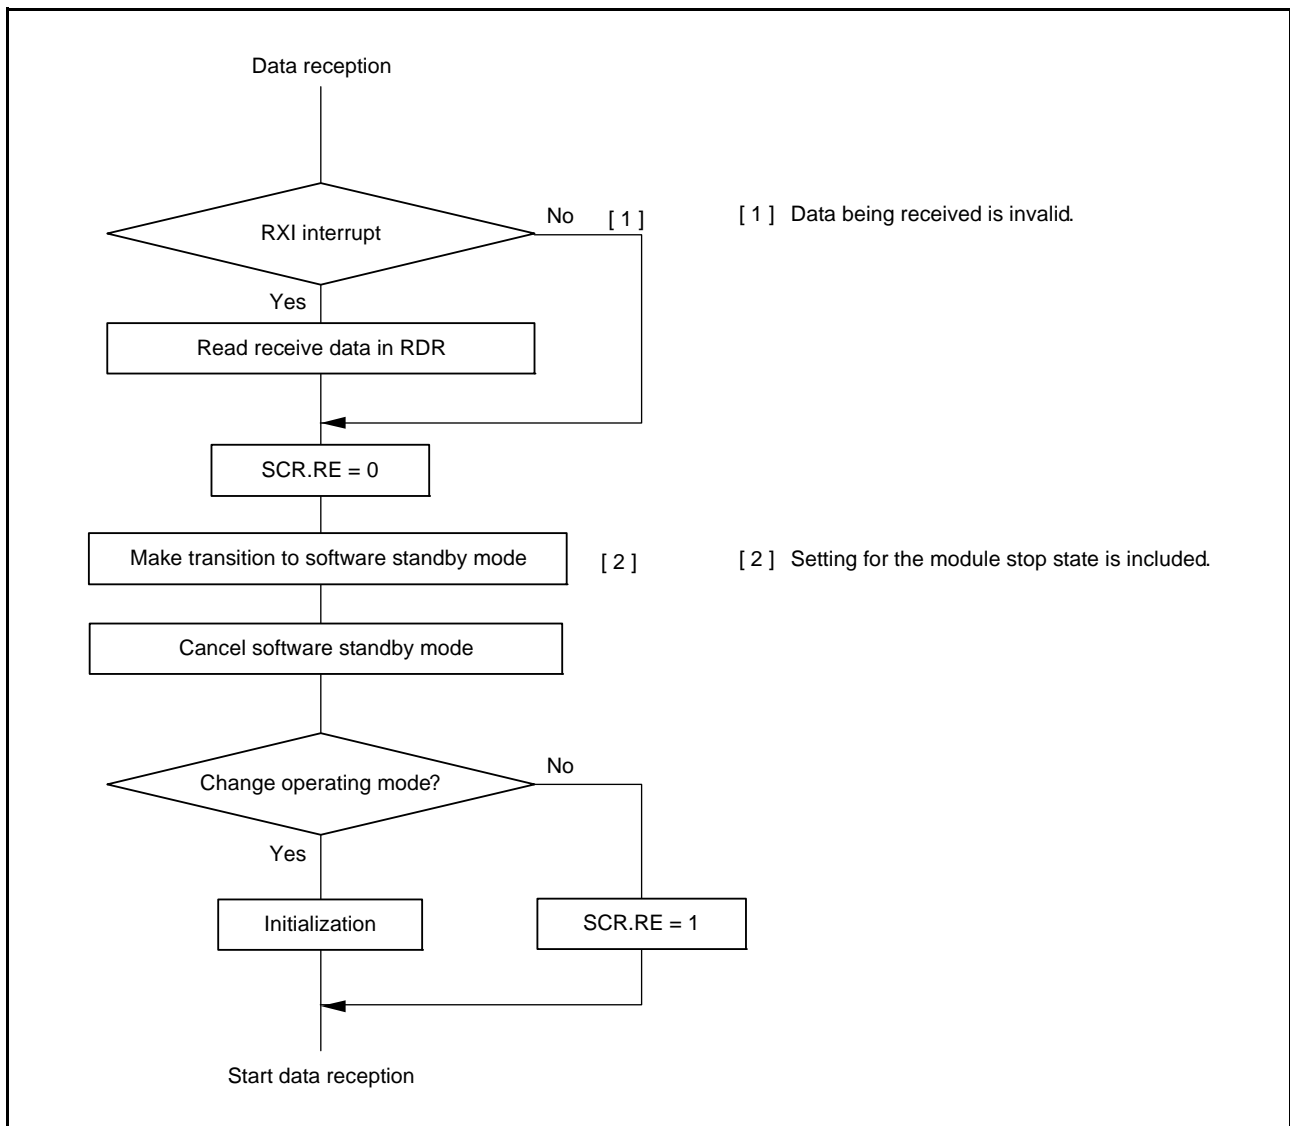 Data reception
No [ 1 ]
[ 1 ] Data being received is invalid.
RXI interrupt
Yes
Read receive data in RDR
SCR.RE = 0
Make transition to software standby mode
[ 2 ]
[ 2 ] Setting for the module stop state is included.
Cancel software standby mode
No
Change operating mode?
Yes
Initialization
SCR.RE = 1
Start data reception